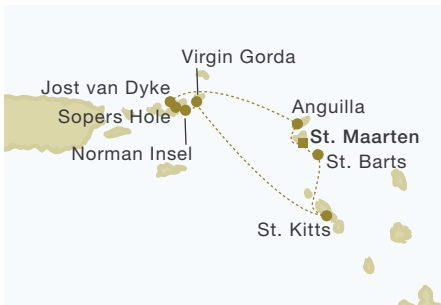 Virgin Gorda
Jost van Dyke
Sopers Hole
Norman Insel
Anguilla
St. Maarten
St. Barts
St. Kitts